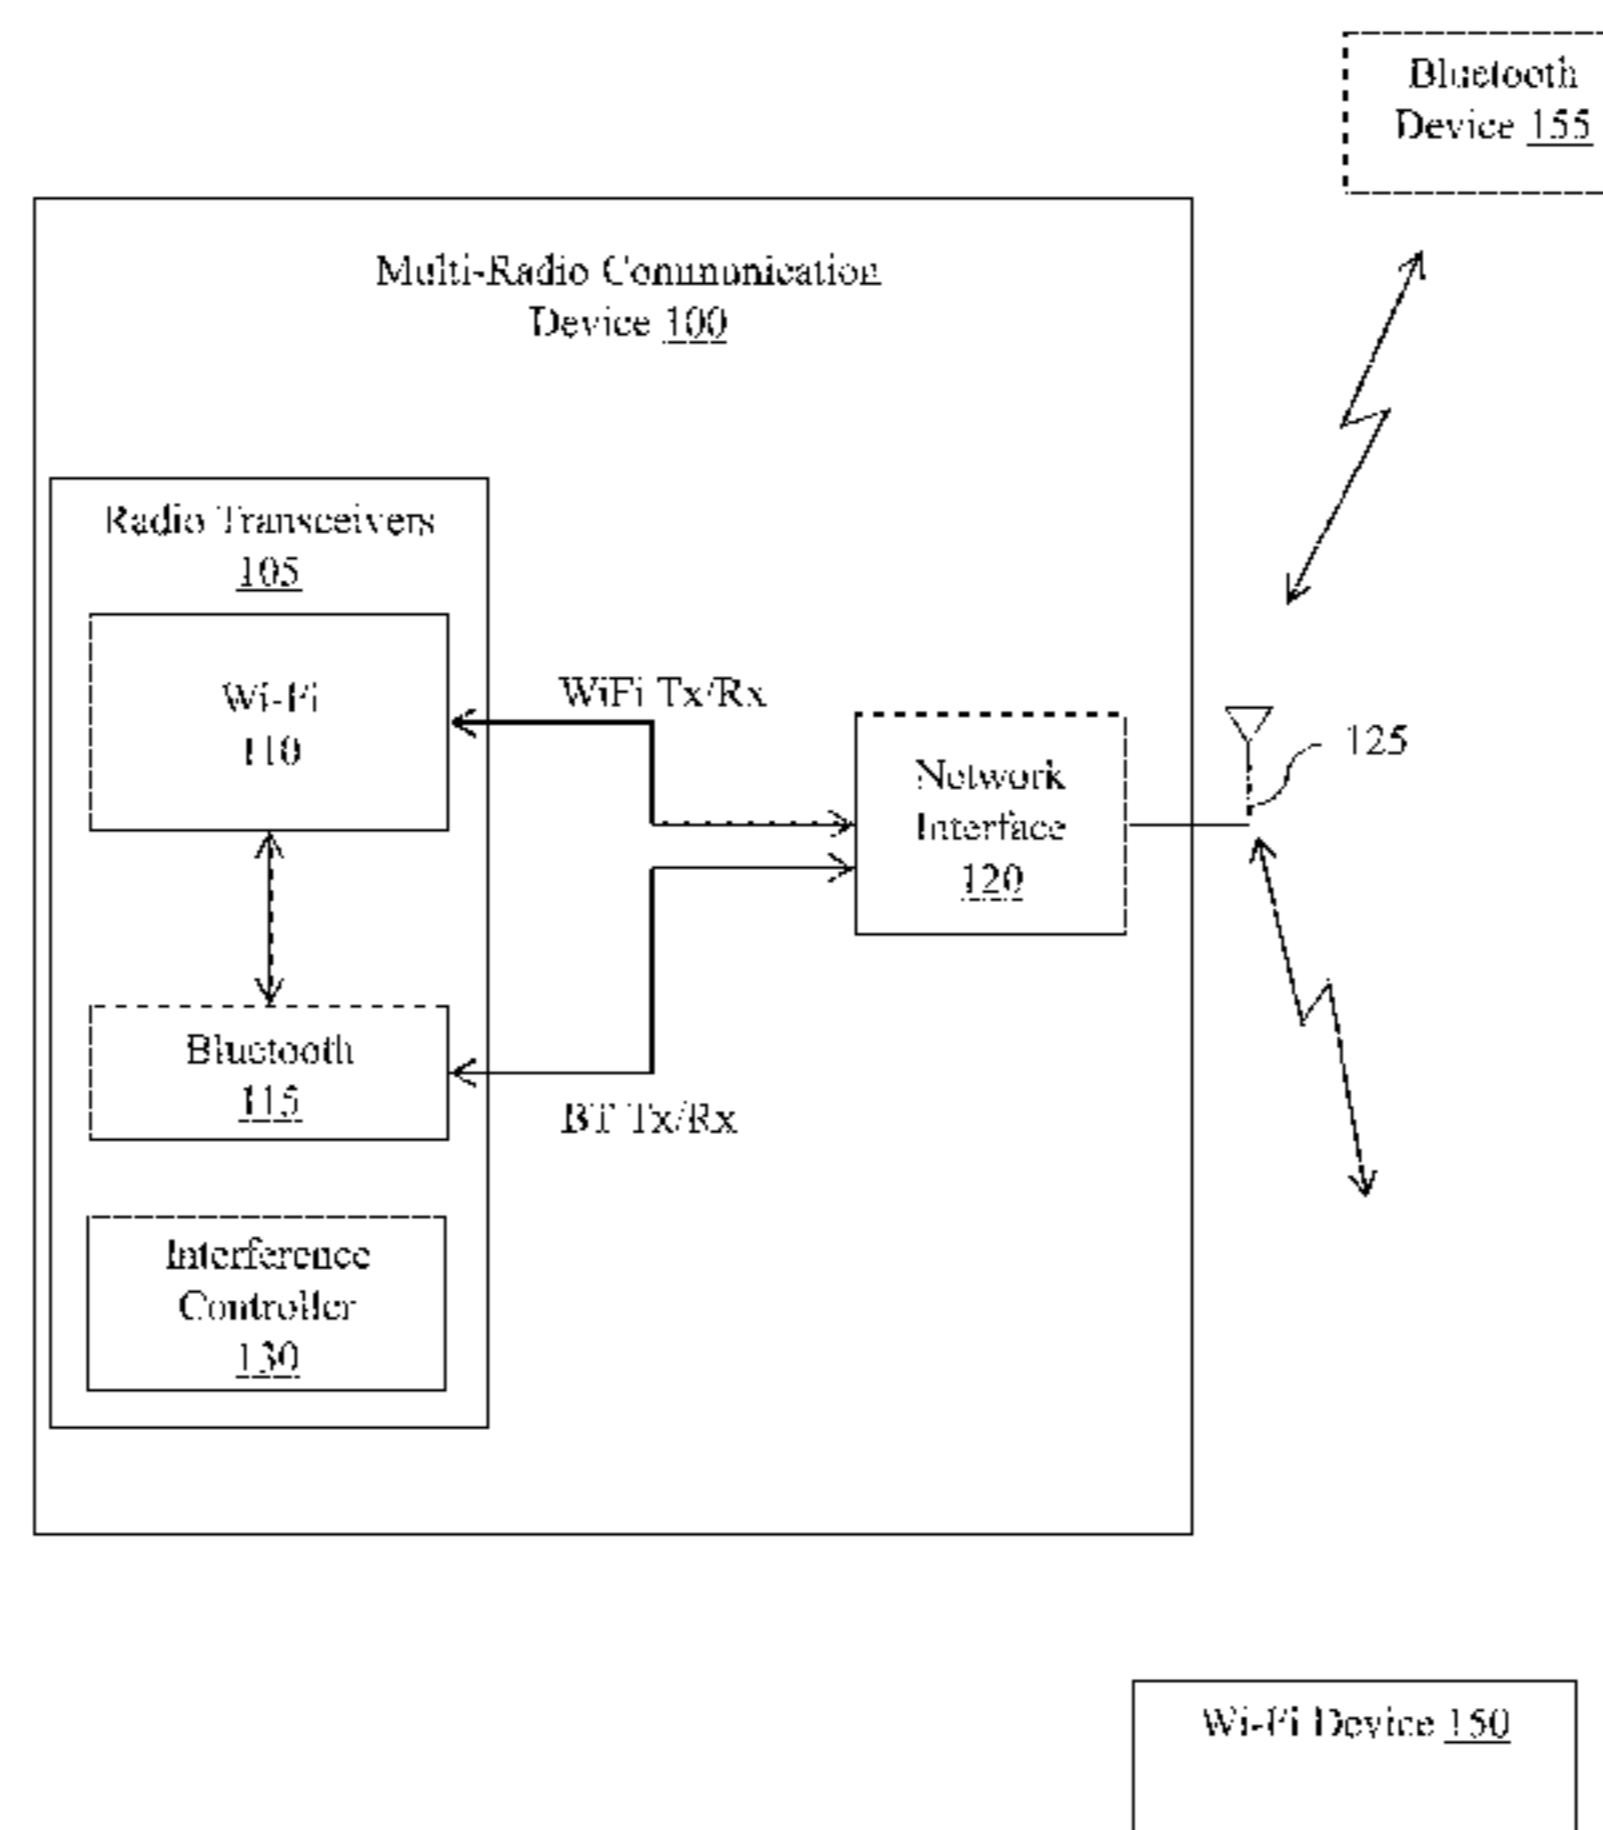 Bluetooth
Device 155
Multi-Radio Communication
Device 100
Radio Transceivers
105
Wi-Fi
110
WiFi Tx/Rx
Network
Interface
120
125
Bluetooth
115
BT Tx/Rx
Interference
Controller
130
Wi-Fi Device 150